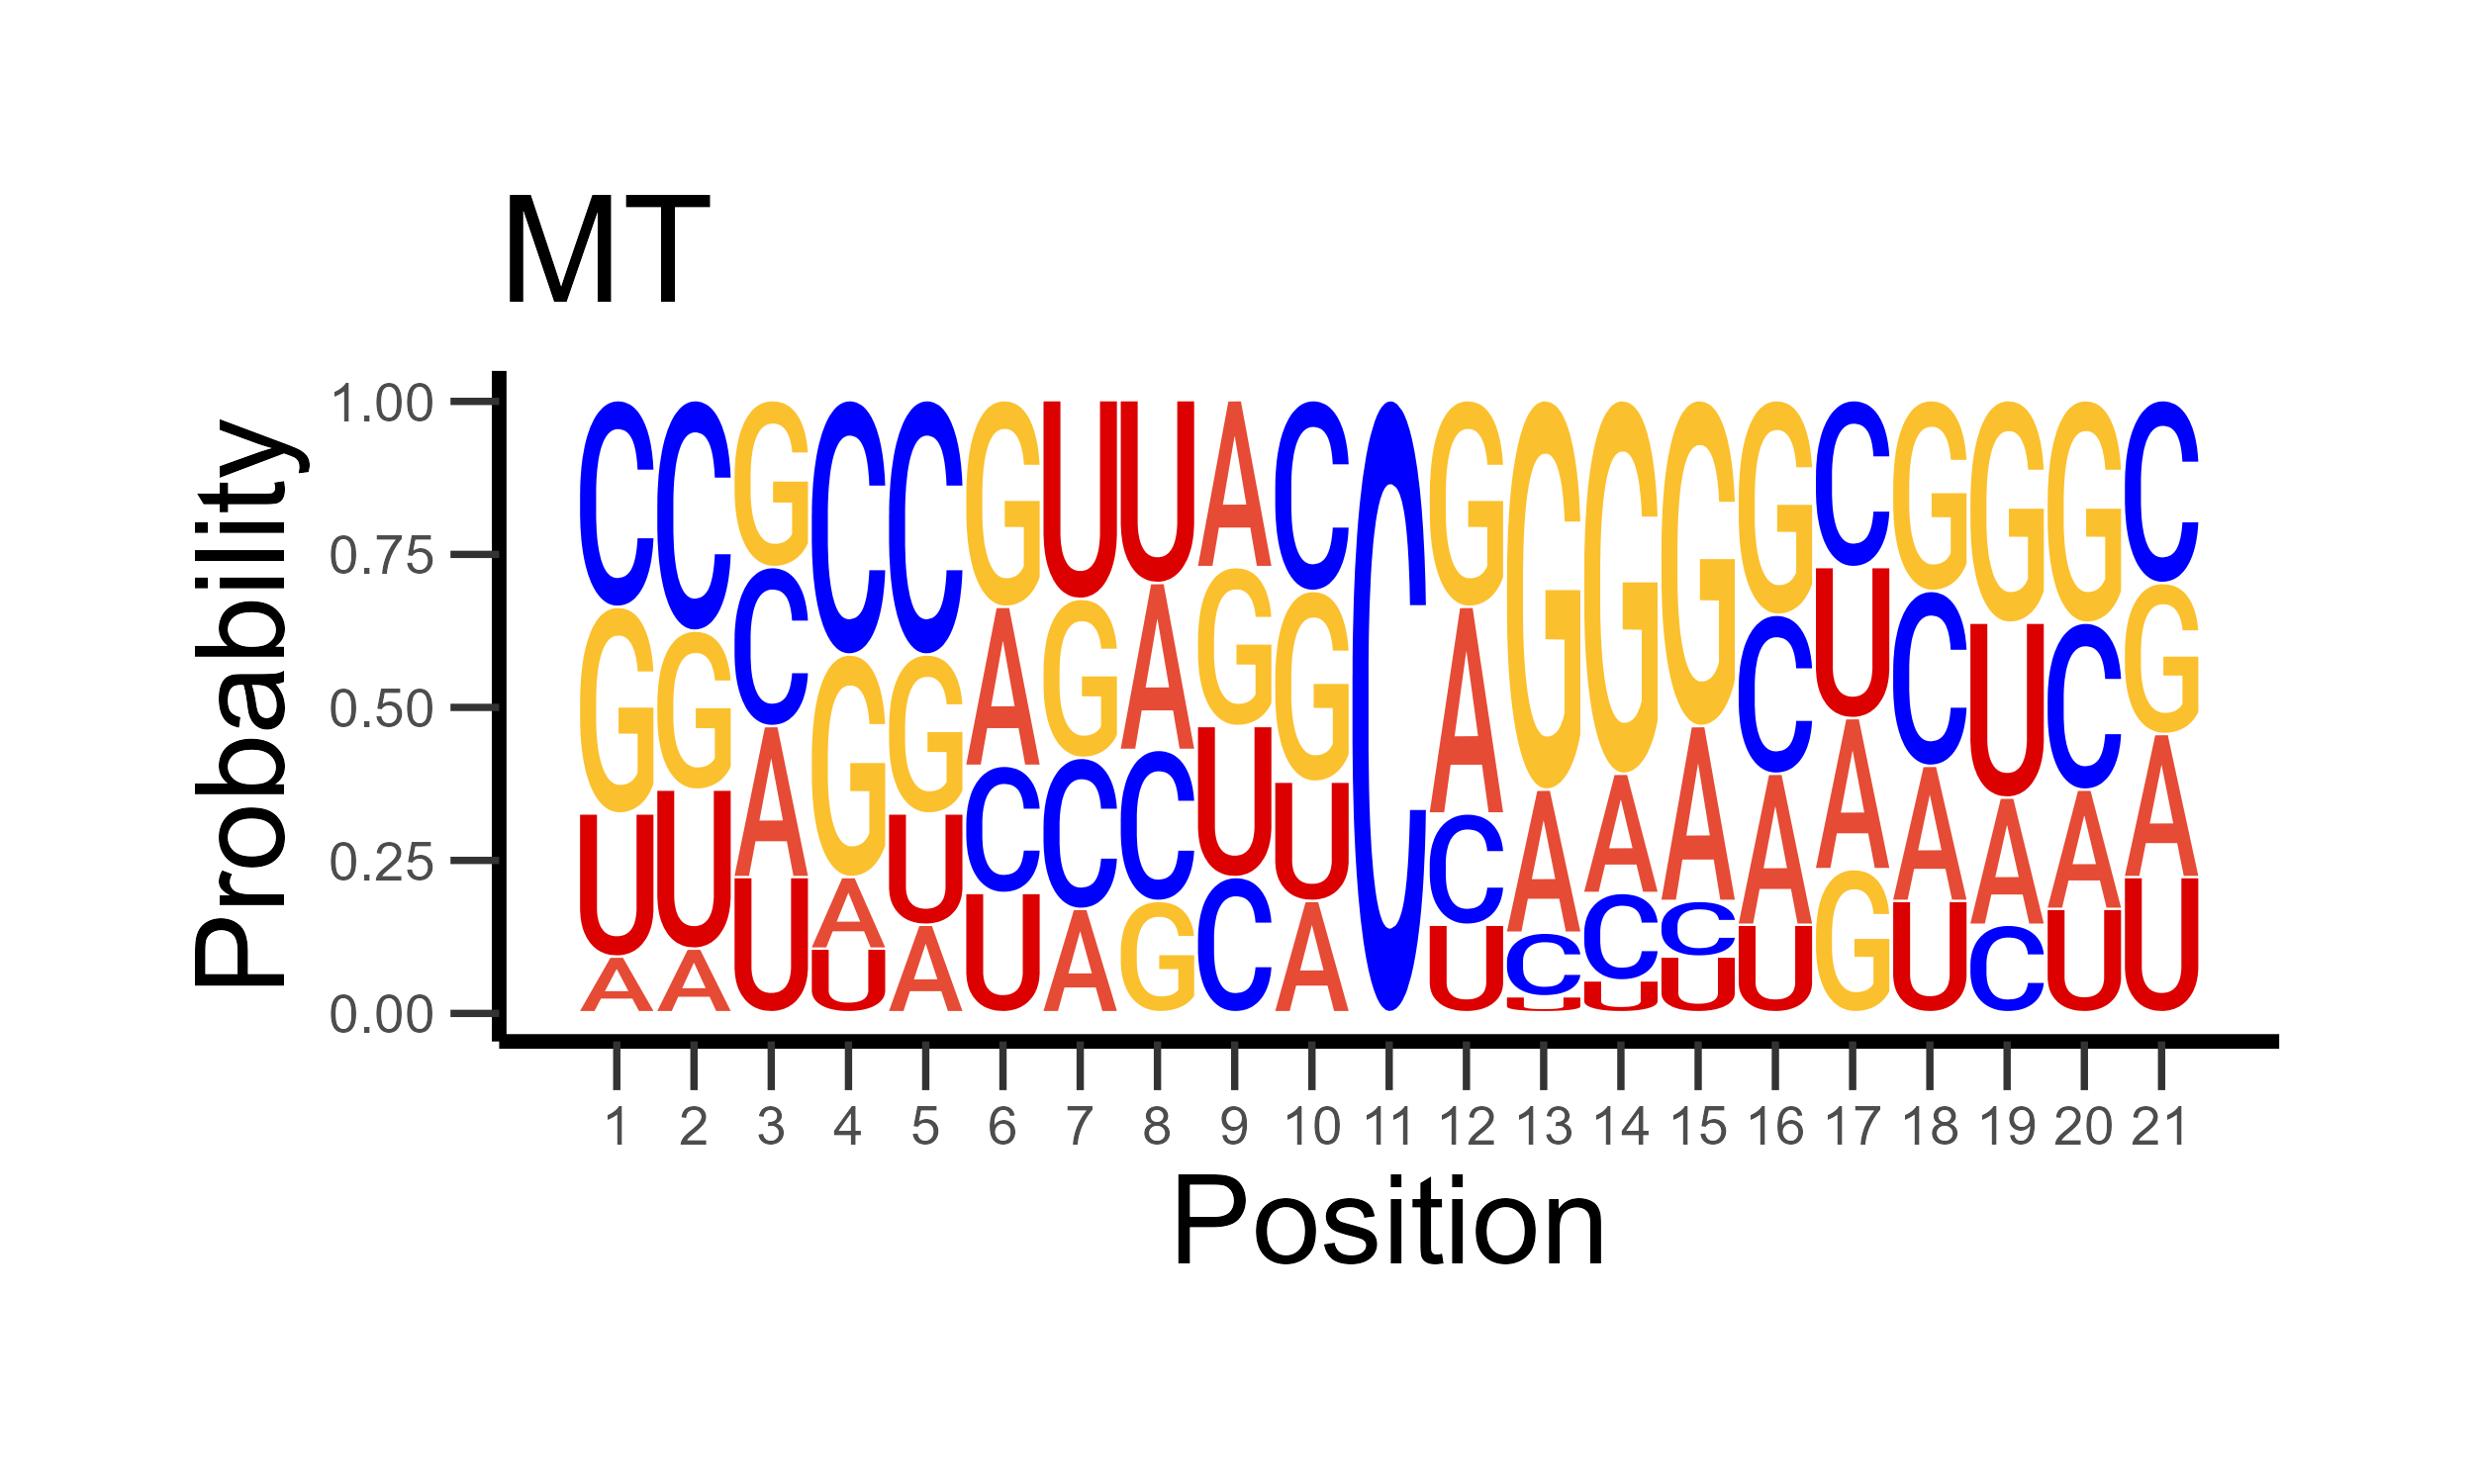 MT
Probability
1.00
0.75
0.50
0.25
0.00
C C G C C G U U A C C G G G G G C G G G C
G G C G G A G A G G A A A A C U C U C G
U U A U U C C C U U C C C C A A A A A A
A A U A A U A G C A U U U U U G U C U U
1 2 3 4 5 6 7 8 9 10 11 12 13 14 15 16 17 18 19 20 21
Position